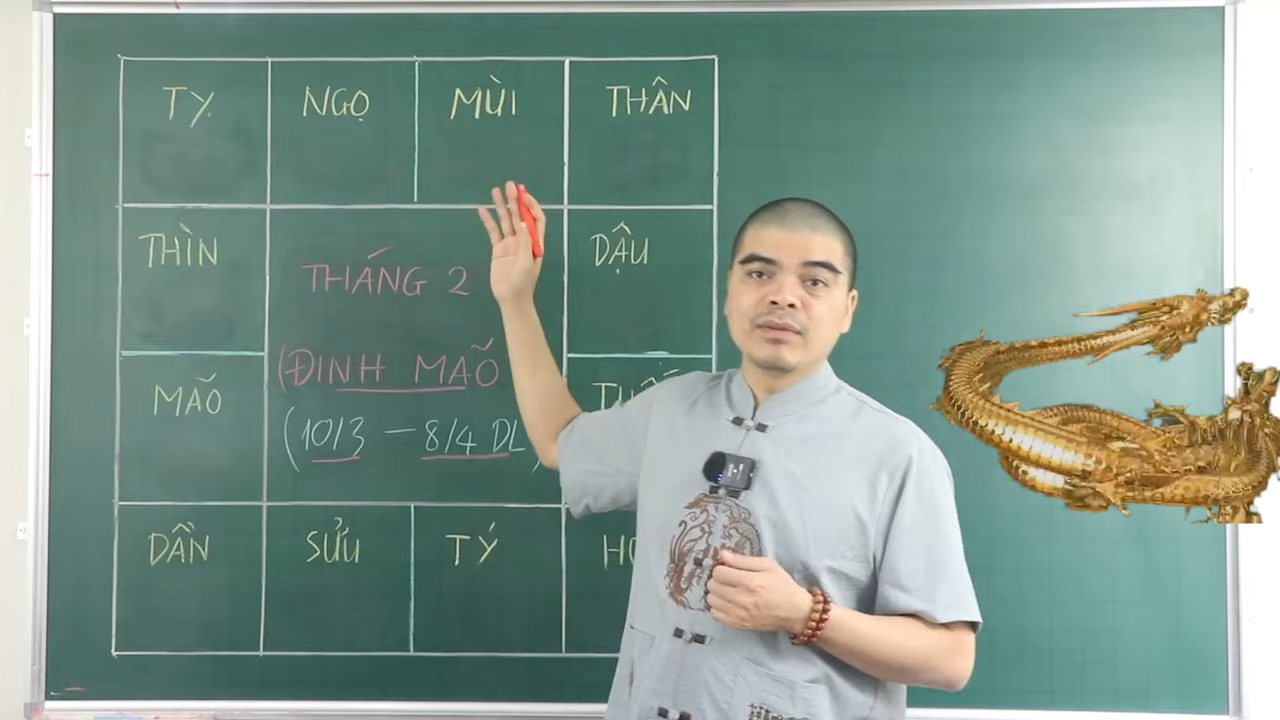 TỴ
NGỌ
MÙI
THÂN
THÌN
DẬU
THÁNG 2
(ĐINH MÃO
MÃO
(10/3 – 8/4 DL)
DẦN
SỬU
TÝ